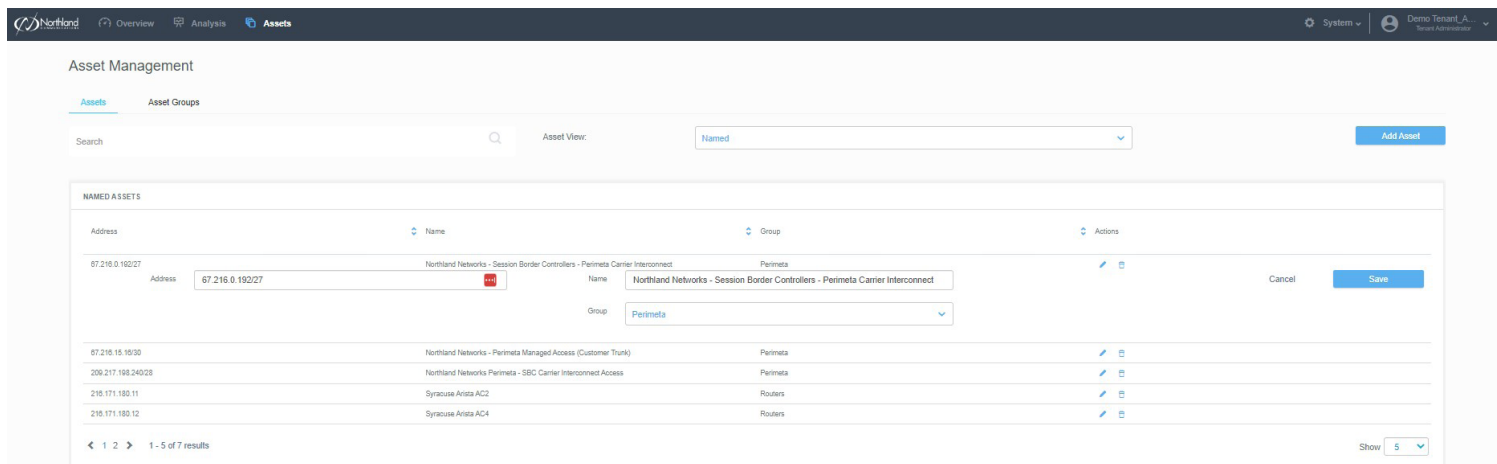 Northland Overview Analysis Assets System Demo Tenant_A...
COMMUNICATIONS Tenant Administrator
Asset Management
Assets Asset Groups
Search Asset View: Named Add Asset
NAMED ASSETS
Address Name Group Actions
67.216.0.192/27 Northland Networks - Session Border Controllers - Perimeta Carrier Interconnect Perimeta
Address 67.216.0.192/27 Name Northland Networks - Session Border Controllers - Perimeta Carrier Interconnect Cancel Save
Group Perimeta
67.216.15.16/30 Northland Networks - Perimeta Managed Access (Customer Trunk) Perimeta
209.217.198.240/28 Northland Networks Perimeta - SBC Carrier Interconnect Access Perimeta
216.171.180.11 Syracuse Arista AC2 Routers
216.171.180.12 Syracuse Arista AC4 Routers
1 2 1 - 5 of 7 results Show 5